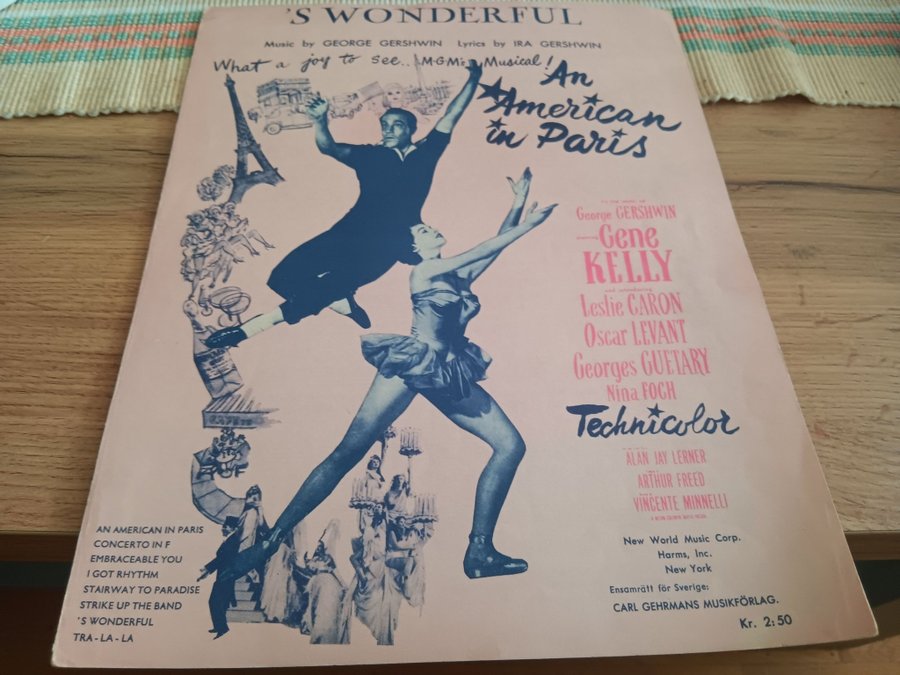 'S WONDERFUL
Music by GEORGE GERSHWIN Lyrics by IRA GERSHWIN
What a joy to see.. M-G-M's Musical!
An
American
in Paris
George GERSHWIN
Gene
KELLY
and introducing
Leslie CARON
Oscar LEVANT
Georges GUETARY
Nina FOCH
Technicolor
ALAN JAY LERNER
ARTHUR FREED
VINCENTE MINNELLI
New World Music Corp.
Harms, Inc.
New York
Ensamrätt för Sverige:
CARL GEHRMANS MUSIKFÖRLAG.
Kr. 2:50
AN AMERICAN IN PARIS
CONCERTO IN F
EMBRACEABLE YOU
I GOT RHYTHM
STAIRWAY TO PARADISE
STRIKE UP THE BAND
'S WONDERFUL
TRA-LA-LA